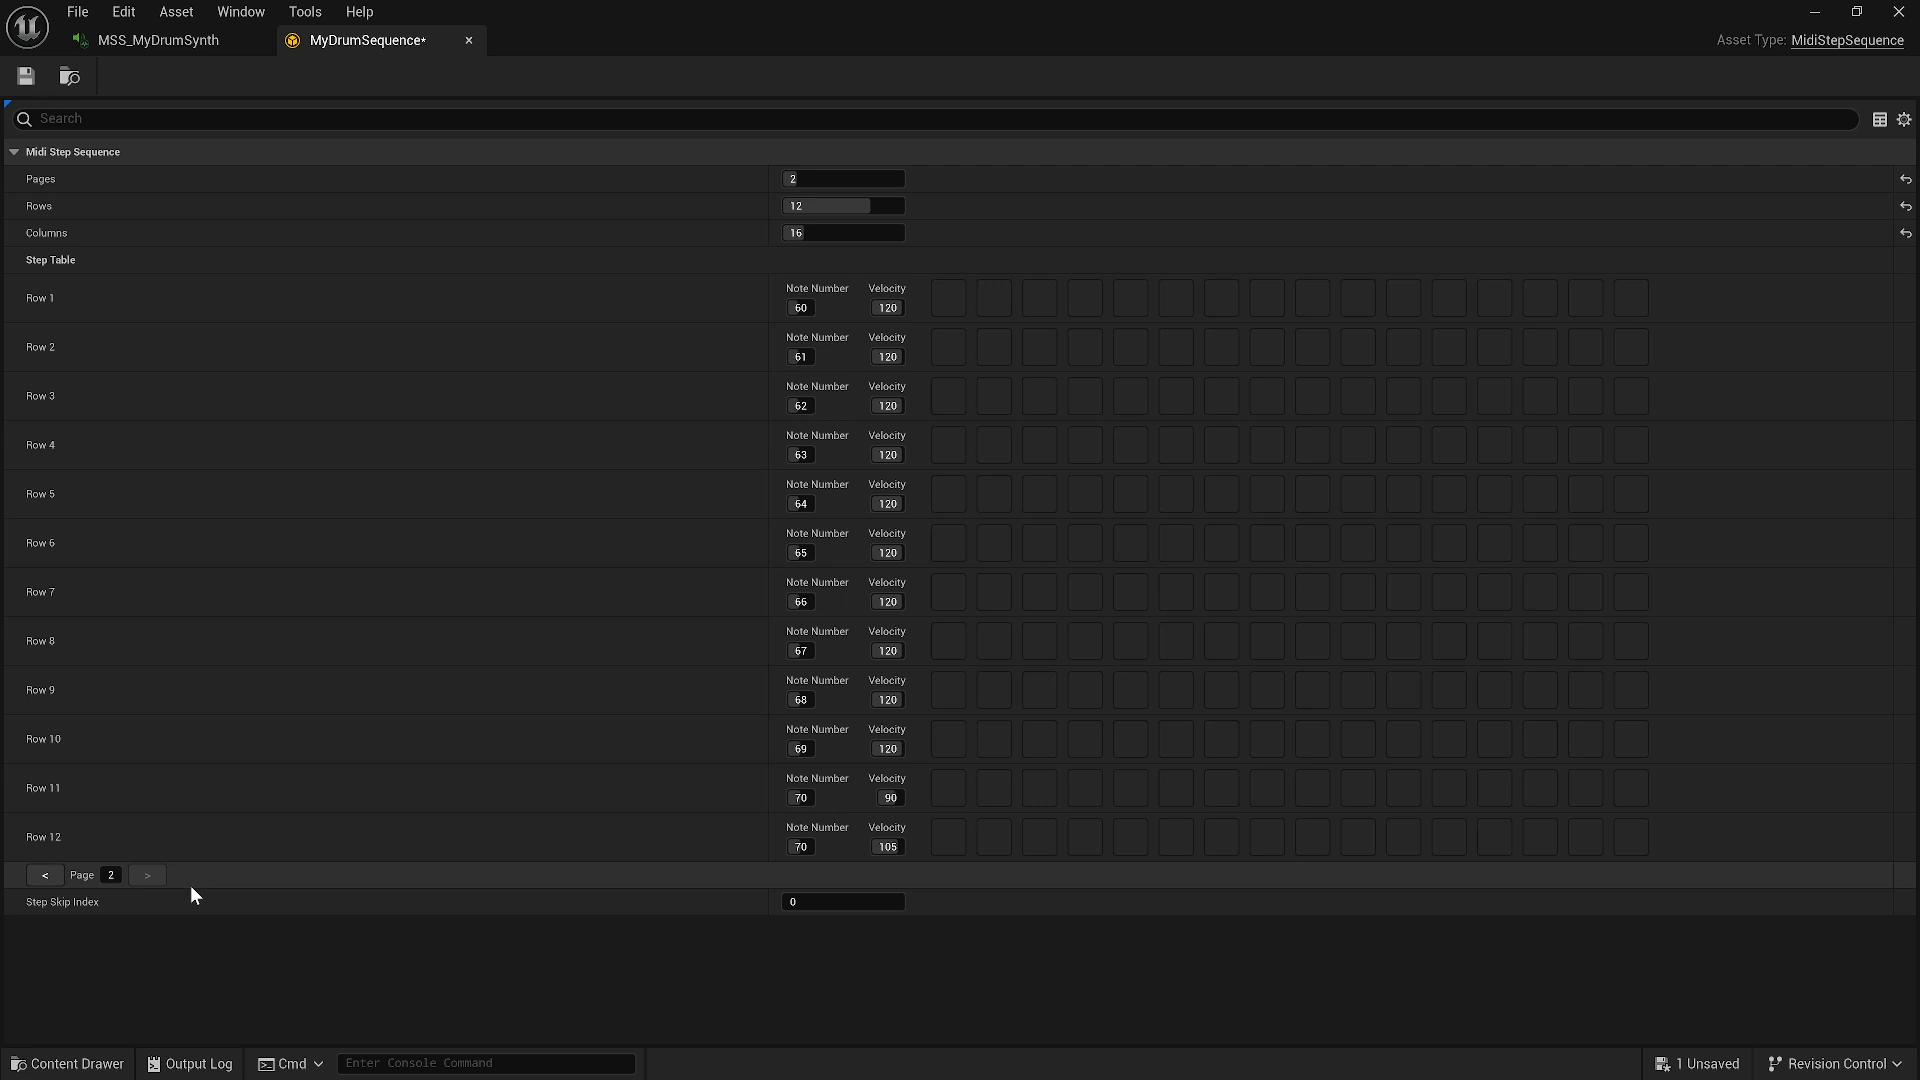 File Edit Asset Window Tools Help
MSS_MyDrumSynth MyDrumSequence* Asset Type: MidiStepSequence
Search
Midi Step Sequence
Pages 2
Rows 12
Columns 16
Step Table
Row 1 Note Number 60 Velocity 120
Row 2 Note Number 61 Velocity 120
Row 3 Note Number 62 Velocity 120
Row 4 Note Number 63 Velocity 120
Row 5 Note Number 64 Velocity 120
Row 6 Note Number 65 Velocity 120
Row 7 Note Number 66 Velocity 120
Row 8 Note Number 67 Velocity 120
Row 9 Note Number 68 Velocity 120
Row 10 Note Number 69 Velocity 120
Row 11 Note Number 70 Velocity 90
Row 12 Note Number 70 Velocity 105
< Page 2 >
Step Skip Index 0
Content Drawer Output Log Cmd Enter Console Command 1 Unsaved Revision Control